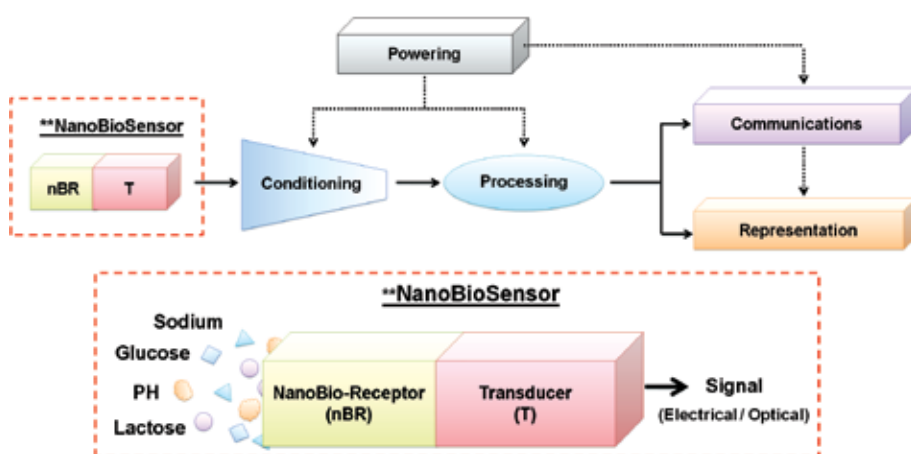 Powering
**NanoBioSensor
nBR T
Conditioning
Processing
Communications
Representation
**NanoBioSensor
Sodium
Glucose
PH
Lactose
NanoBio-Receptor
(nBR)
Transducer
(T)
Signal
(Electrical / Optical)